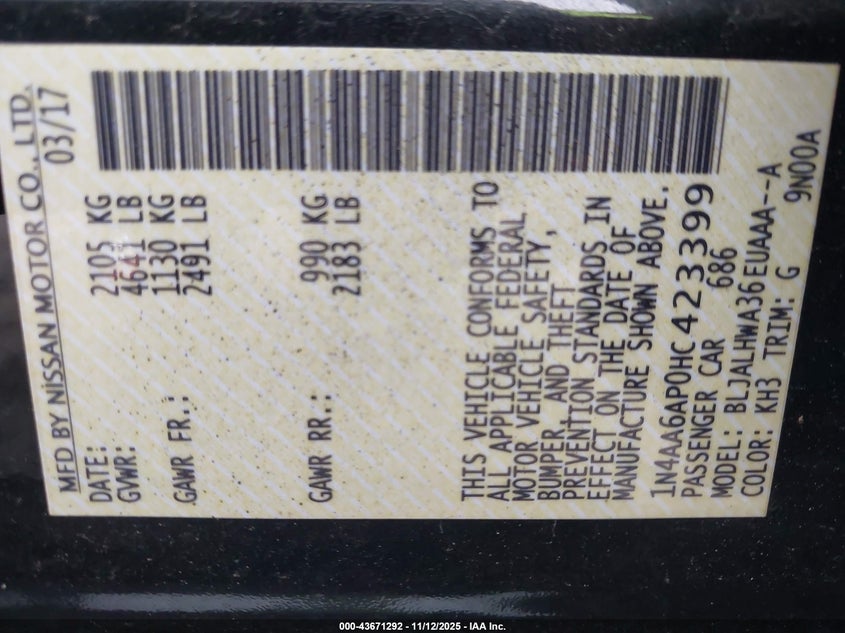 MFD BY NISSAN MOTOR CO., LTD.
DATE: 03/17
GVWR: 2105 KG
4641 LB
GAWR FR.: 1130 KG
2491 LB
GAWR RR.: 990 KG
2183 LB
THIS VEHICLE CONFORMS TO
ALL APPLICABLE FEDERAL
MOTOR VEHICLE SAFETY,
BUMPER, AND THEFT
PREVENTION STANDARDS IN
EFFECT ON THE DATE OF
MANUFACTURE SHOWN ABOVE.
1N4AA6AP0HC423399
PASSENGER CAR 686
MODEL: BLJALHWA36EUAAA--A
COLOR: KH3 TRIM: G 9N00A
000-43671292 - 11/12/2025 - IAA Inc.